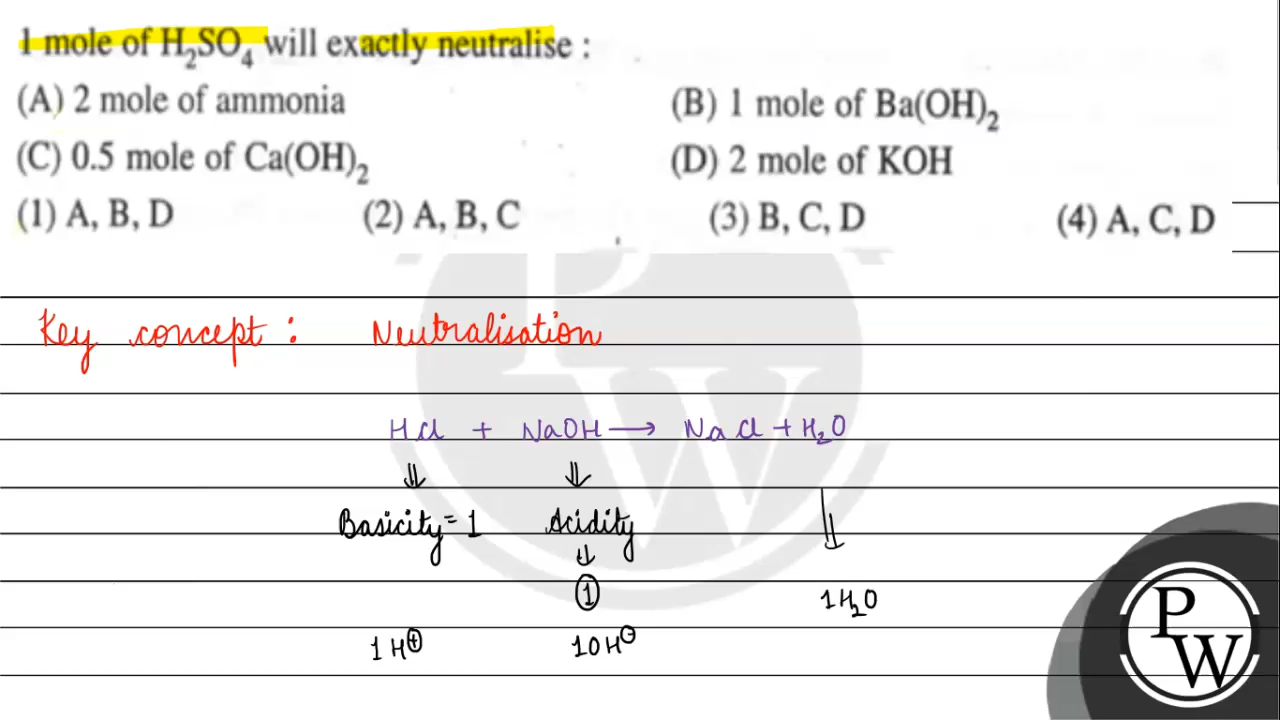 1 mole of H₂SO₄ will exactly neutralise :
(A) 2 mole of ammonia (B) 1 mole of Ba(OH)₂
(C) 0.5 mole of Ca(OH)₂ (D) 2 mole of KOH
(1) A, B, D (2) A, B, C (3) B, C, D (4) A, C, D
Key concept : Neutralisation
HCl + NaOH ⟶ NaCl + H₂O
⇓ ⇓ ⇓
Basicity = 1 Acidity
↓
① 1H₂O
1H⊕ 1OH⊖
P
W
P
W